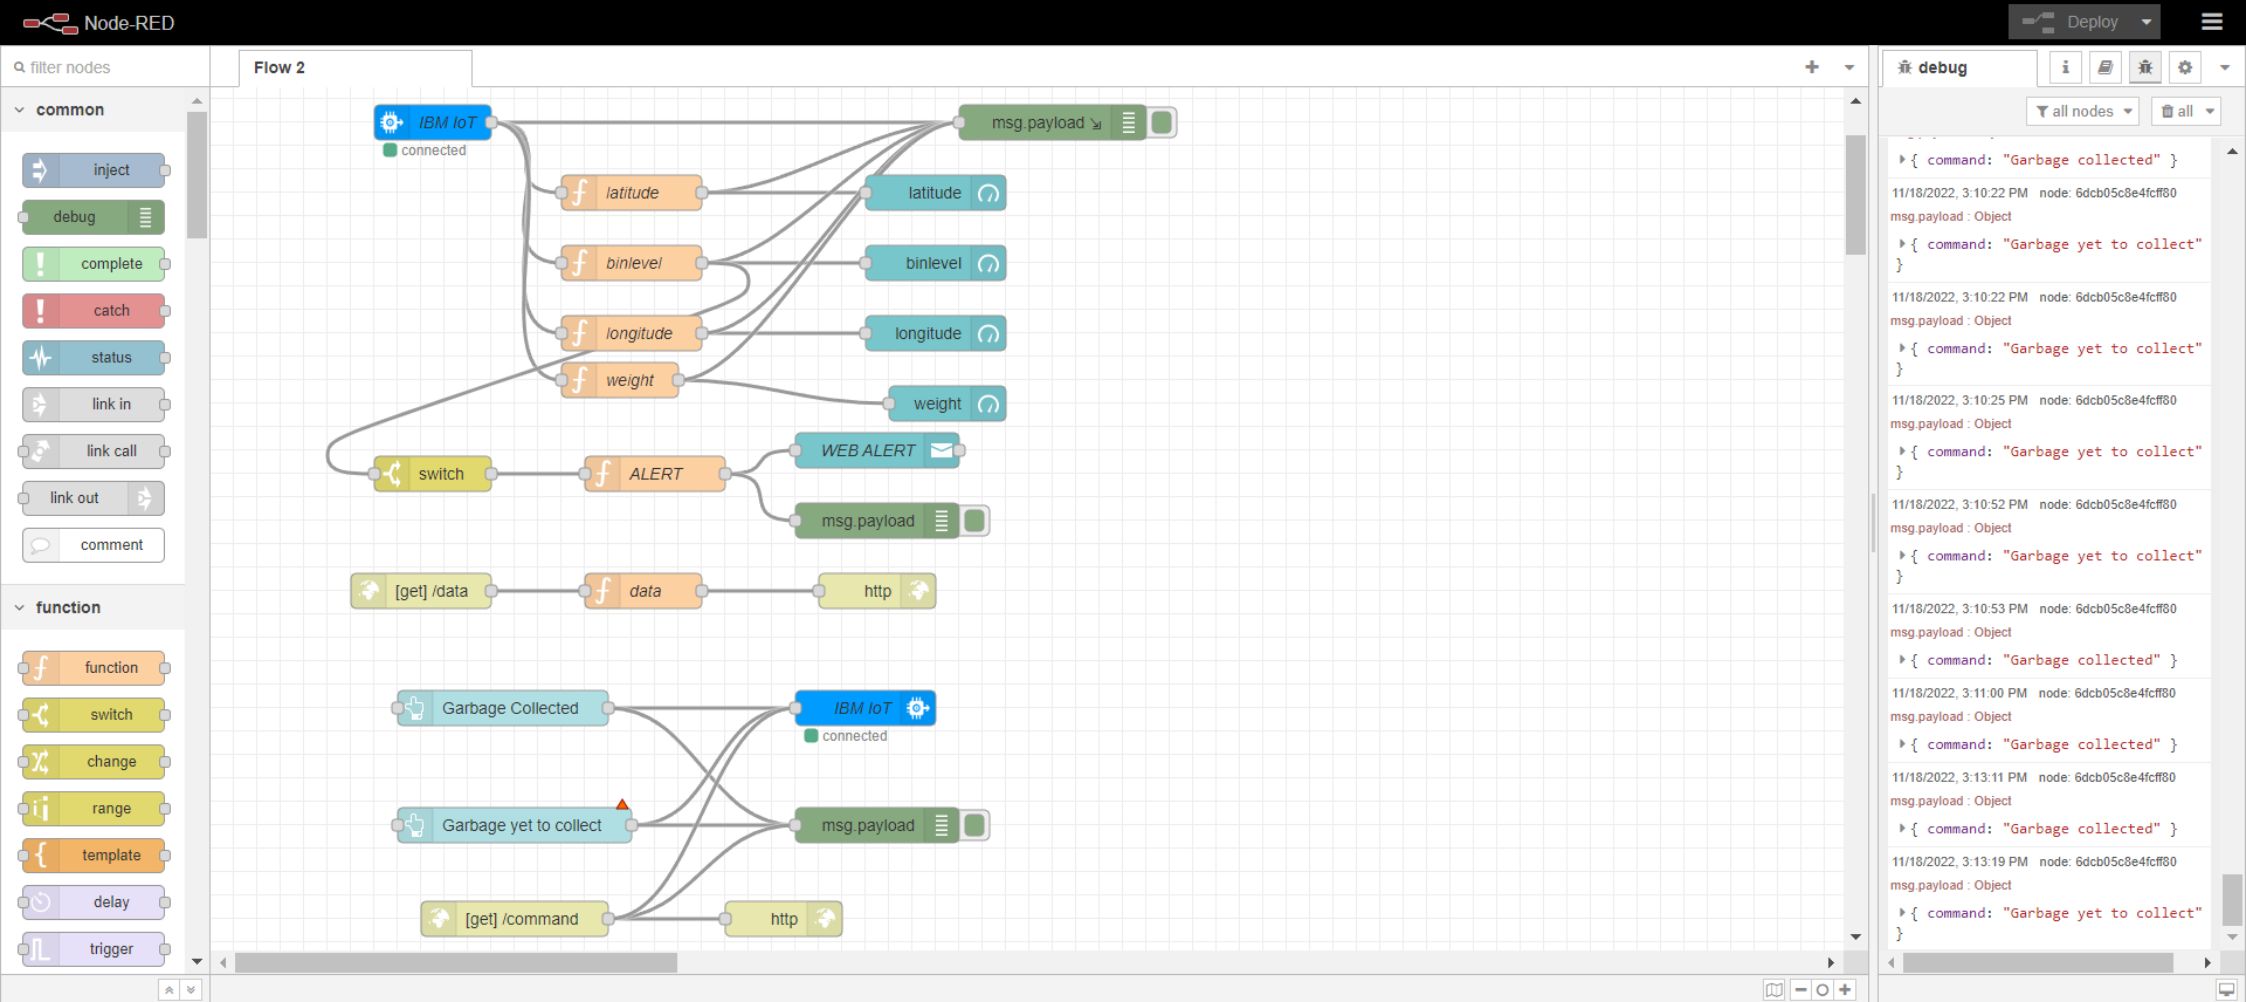 Node-RED
Deploy
filter nodes
common
inject
debug
complete
catch
status
link in
link call
link out
comment
function
function
switch
change
range
template
delay
trigger
Flow 2
IBM IoT
connected
msg.payload
latitude
latitude
binlevel
binlevel
longitude
longitude
weight
weight
WEB ALERT
switch
ALERT
msg.payload
[get] /data
data
http
Garbage Collected
IBM IoT
connected
Garbage yet to collect
msg.payload
[get] /command
http
debug
all nodes
all
{ command: "Garbage collected" }
11/18/2022, 3:10:22 PM node: 6dcb05c8e4fcff80
msg.payload : Object
{ command: "Garbage yet to collect"
}
11/18/2022, 3:10:22 PM node: 6dcb05c8e4fcff80
msg.payload : Object
{ command: "Garbage yet to collect"
}
11/18/2022, 3:10:25 PM node: 6dcb05c8e4fcff80
msg.payload : Object
{ command: "Garbage yet to collect"
}
11/18/2022, 3:10:52 PM node: 6dcb05c8e4fcff80
msg.payload : Object
{ command: "Garbage yet to collect"
}
11/18/2022, 3:10:53 PM node: 6dcb05c8e4fcff80
msg.payload : Object
{ command: "Garbage collected" }
11/18/2022, 3:11:00 PM node: 6dcb05c8e4fcff80
msg.payload : Object
{ command: "Garbage collected" }
11/18/2022, 3:13:11 PM node: 6dcb05c8e4fcff80
msg.payload : Object
{ command: "Garbage collected" }
11/18/2022, 3:13:19 PM node: 6dcb05c8e4fcff80
msg.payload : Object
{ command: "Garbage yet to collect"
}